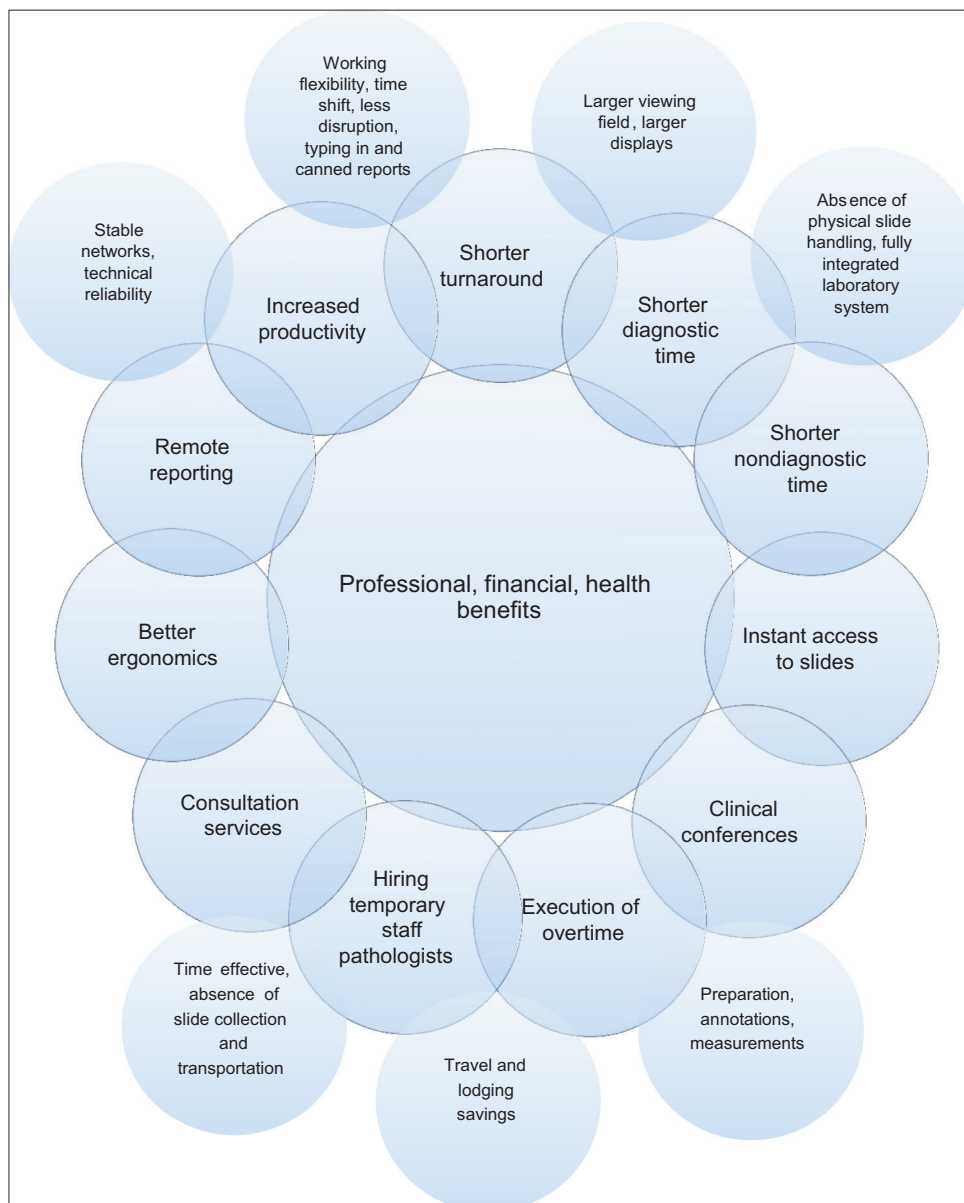 Working
flexibility, time
shift, less
disruption,
typing in and
canned reports
Larger viewing
field, larger
displays
Absence of
physical slide
handling, fully
integrated
laboratory
system
Stable
networks,
technical
reliability
Shorter
turnaround
Increased
productivity
Shorter
diagnostic
time
Remote
reporting
Shorter
nondiagnostic
time
Professional, financial, health
benefits
Better
ergonomics
Instant access
to slides
Consultation
services
Clinical
conferences
Hiring
temporary
staff
pathologists
Execution of
overtime
Time effective,
absence of
slide collection
and
transportation
Travel and
lodging
savings
Preparation,
annotations,
measurements